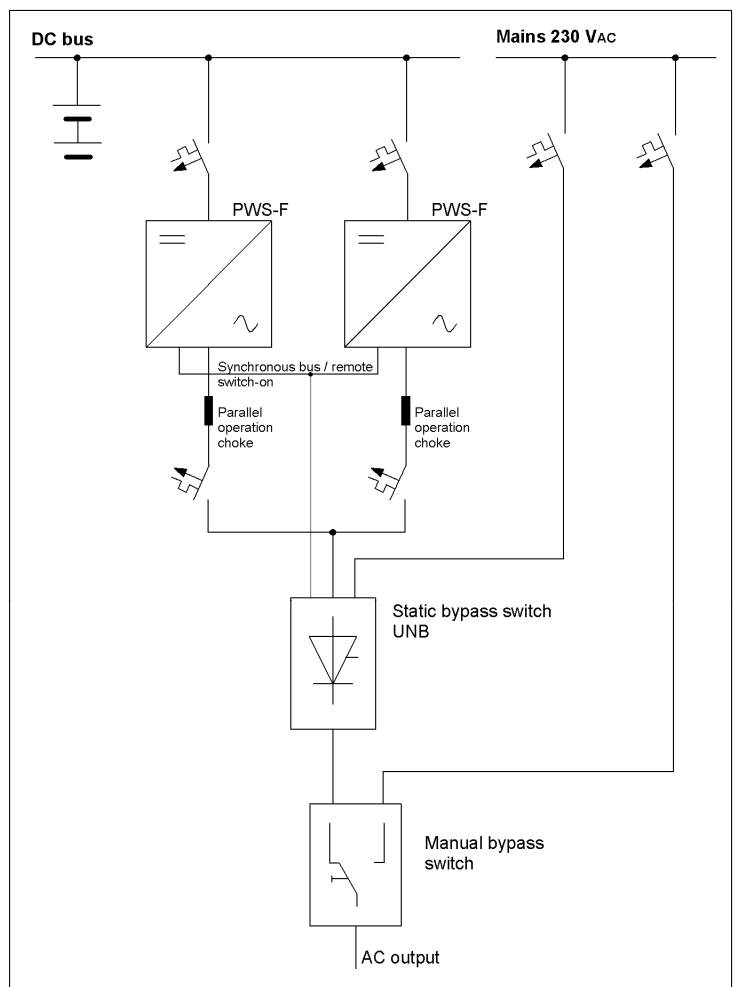 DC bus
Mains 230 VAC
PWS-F
PWS-F
Synchronous bus / remote
switch-on
Parallel
operation
choke
Parallel
operation
choke
Static bypass switch
UNB
Manual bypass
switch
AC output